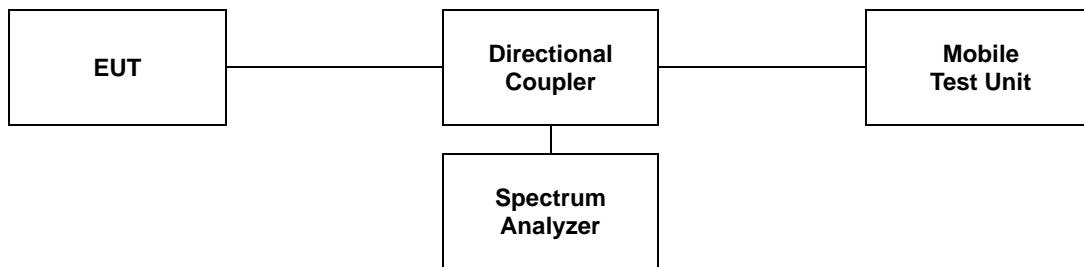 EUT
Directional
Coupler
Mobile
Test Unit
Spectrum
Analyzer